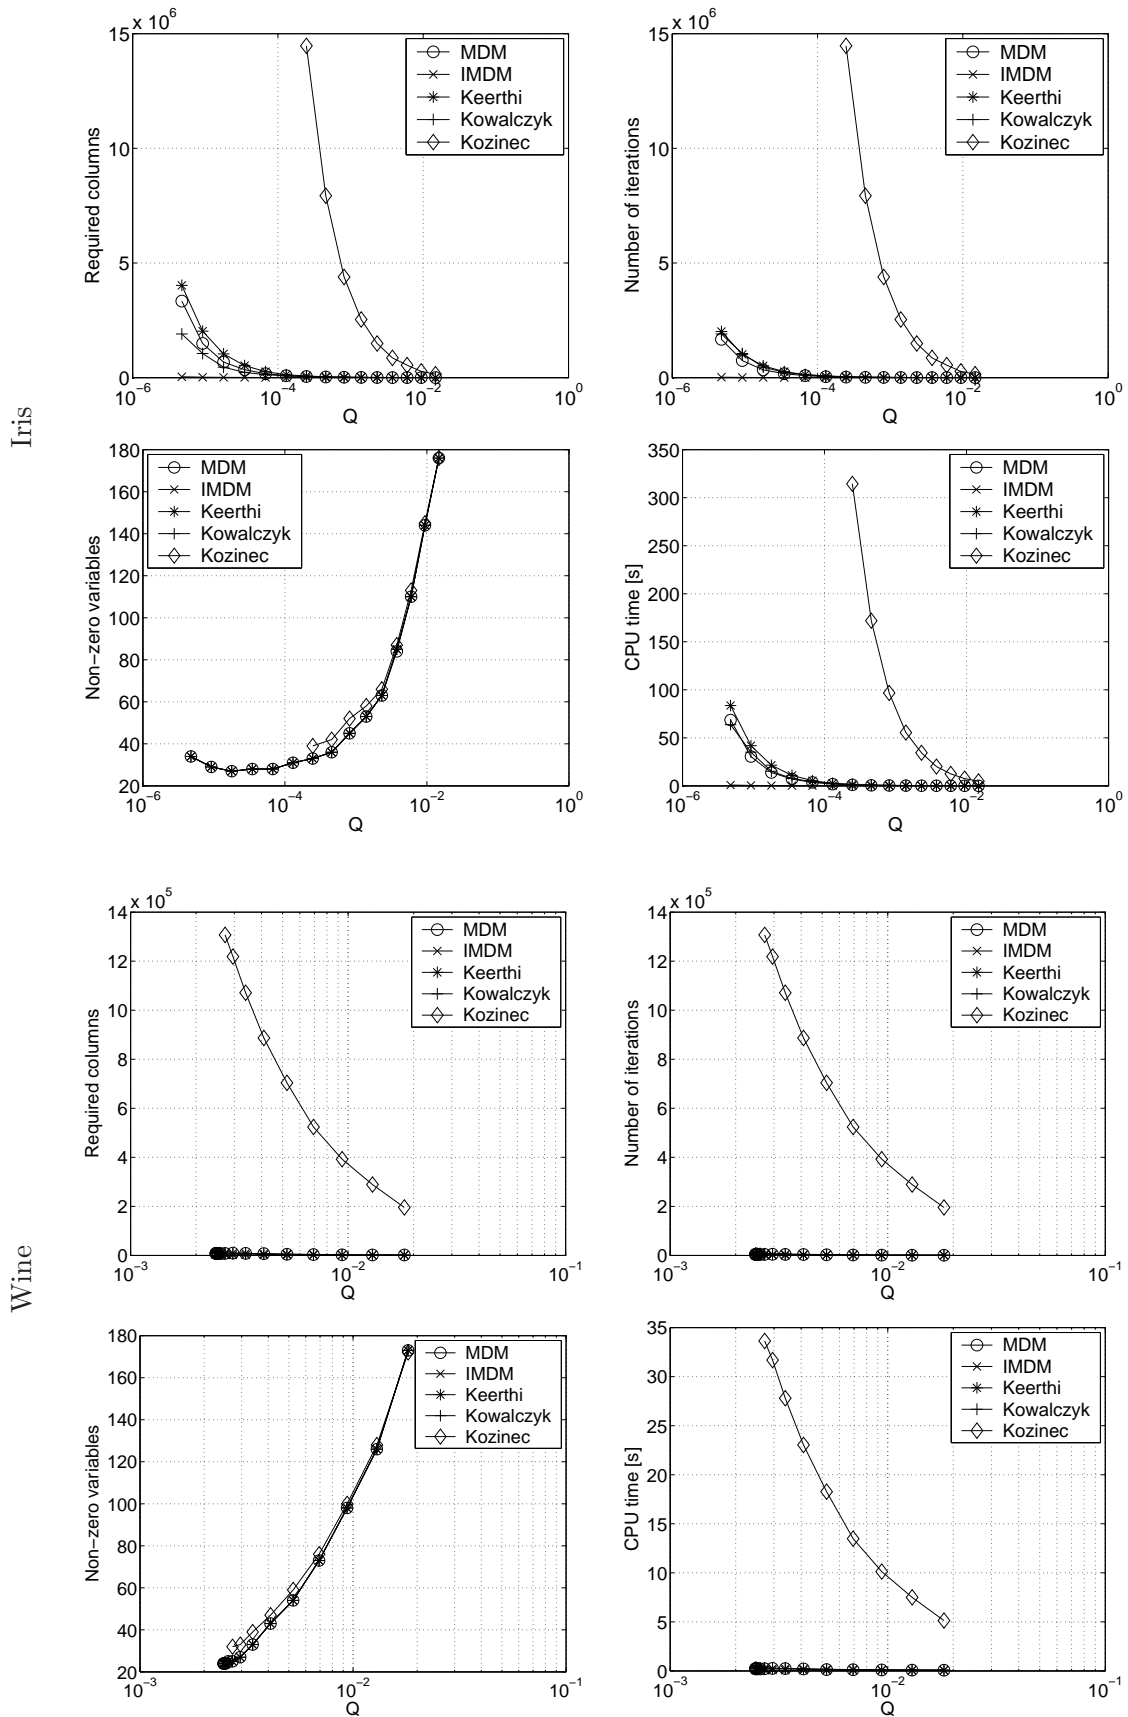 Iris
x 10^6
15
10
5
0
10^−6
10^−4
10^−2
10^0
Q
Required columns
MDM
IMDM
Keerthi
Kowalczyk
Kozinec
x 10^6
15
10
5
0
10^−6
10^−4
10^−2
10^0
Q
Number of iterations
MDM
IMDM
Keerthi
Kowalczyk
Kozinec
180
160
140
120
100
80
60
40
20
10^−6
10^−4
10^−2
10^0
Q
Non−zero variables
MDM
IMDM
Keerthi
Kowalczyk
Kozinec
350
300
250
200
150
100
50
0
10^−6
10^−4
10^−2
10^0
Q
CPU time [s]
MDM
IMDM
Keerthi
Kowalczyk
Kozinec
Wine
x 10^5
14
12
10
8
6
4
2
0
10^−3
10^−2
10^−1
Q
Required columns
MDM
IMDM
Keerthi
Kowalczyk
Kozinec
x 10^5
14
12
10
8
6
4
2
0
10^−3
10^−2
10^−1
Q
Number of iterations
MDM
IMDM
Keerthi
Kowalczyk
Kozinec
180
160
140
120
100
80
60
40
20
10^−3
10^−2
10^−1
Q
Non−zero variables
MDM
IMDM
Keerthi
Kowalczyk
Kozinec
35
30
25
20
15
10
5
0
10^−3
10^−2
10^−1
Q
CPU time [s]
MDM
IMDM
Keerthi
Kowalczyk
Kozinec